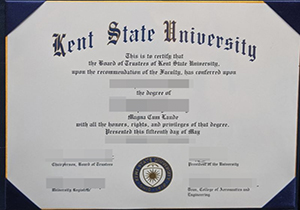 Kent State University
This is to certify that
the Board of Trustees of Kent State University,
upon the recommendation of the Faculty, has conferred upon
the degree of
Magna Cum Laude
with all the honors, rights, and privileges of that degree.
Presented this fifteenth day of May
Chairperson, Board of Trustees
President of the University
University Registrar
Dean, College of Aeronautics and
Engineering